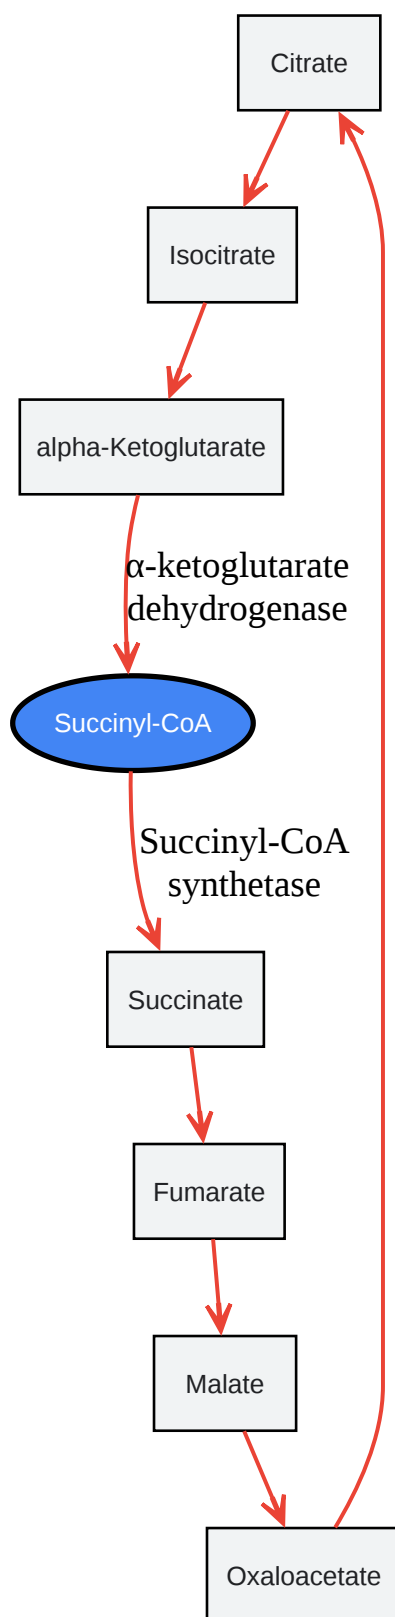 Citrate
Isocitrate
alpha-Ketoglutarate
α-ketoglutarate
dehydrogenase
Succinyl-CoA
Succinyl-CoA
synthetase
Succinate
Fumarate
Malate
Oxaloacetate